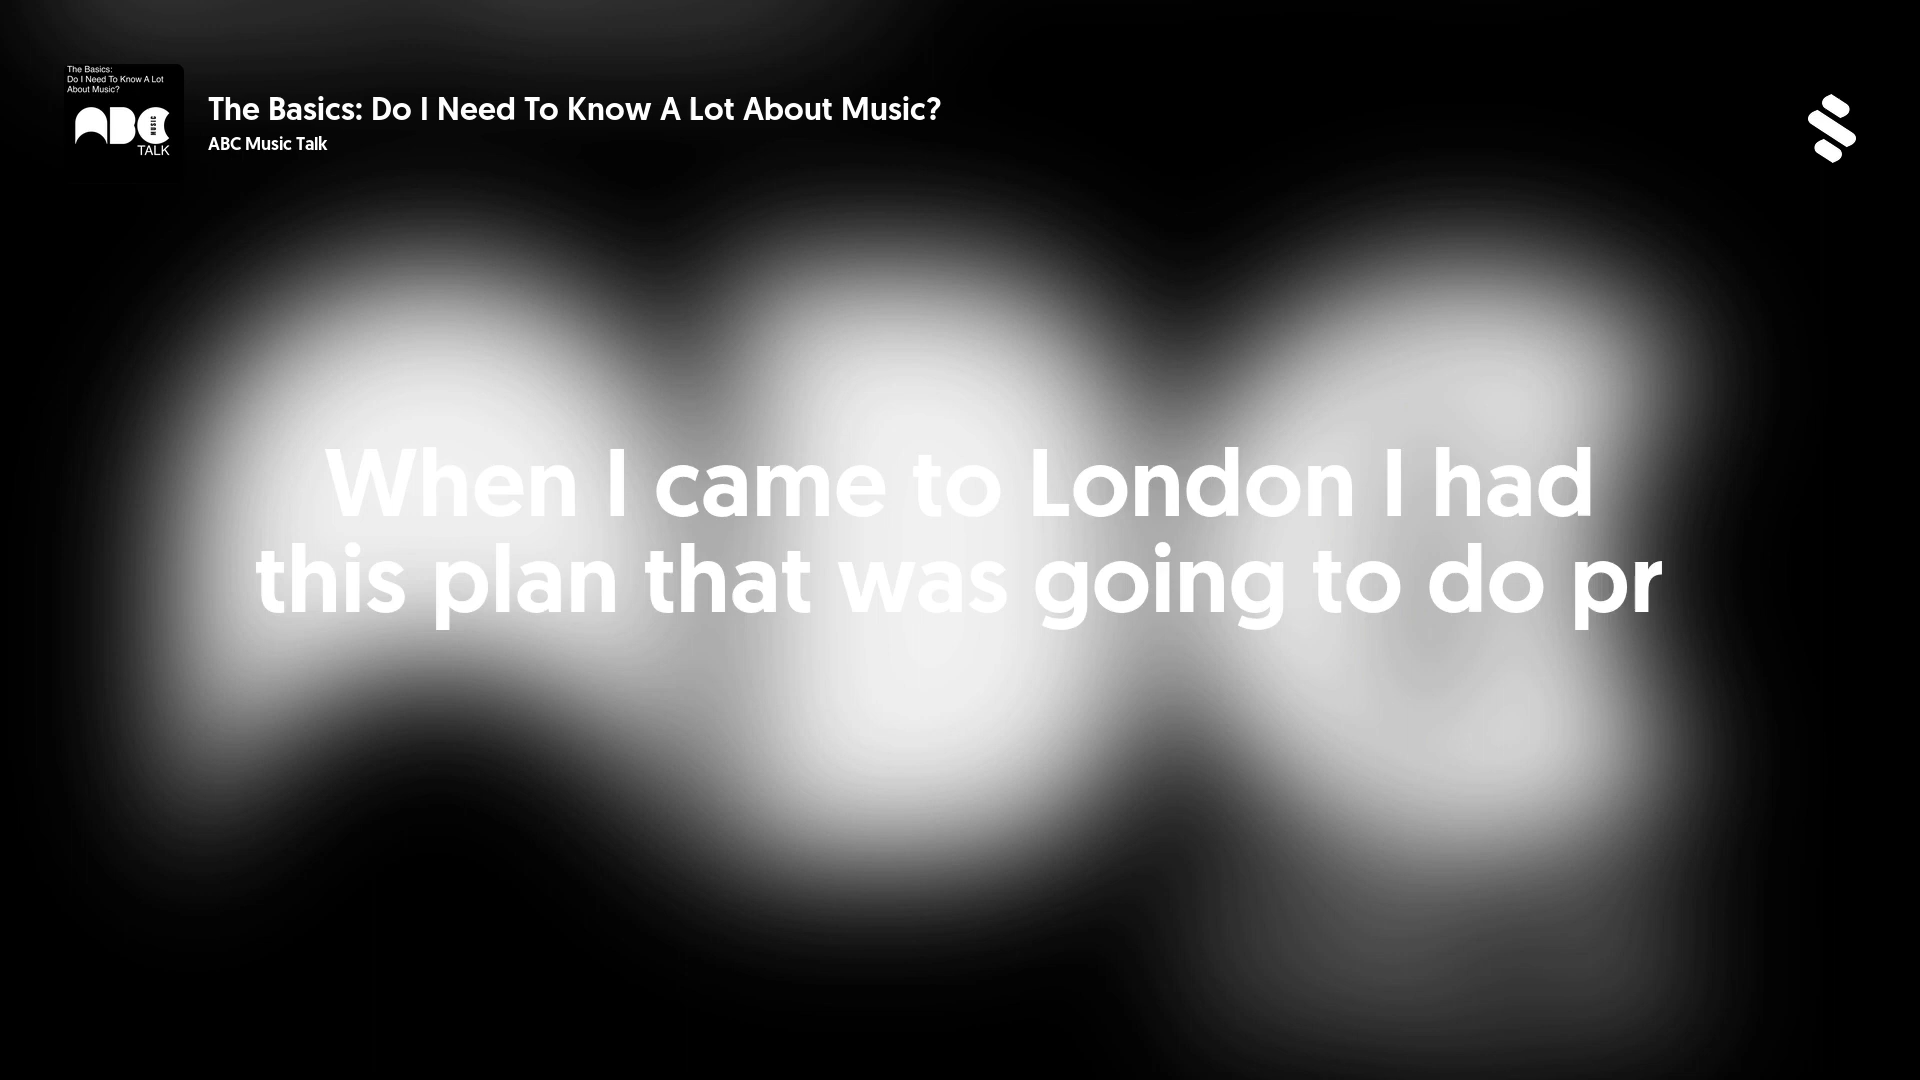 The Basics:
Do I Need To Know A Lot
About Music?
ABC
MUSIC
TALK
The Basics: Do I Need To Know A Lot About Music?
ABC Music Talk
When I came to London I had
this plan that was going to do pr